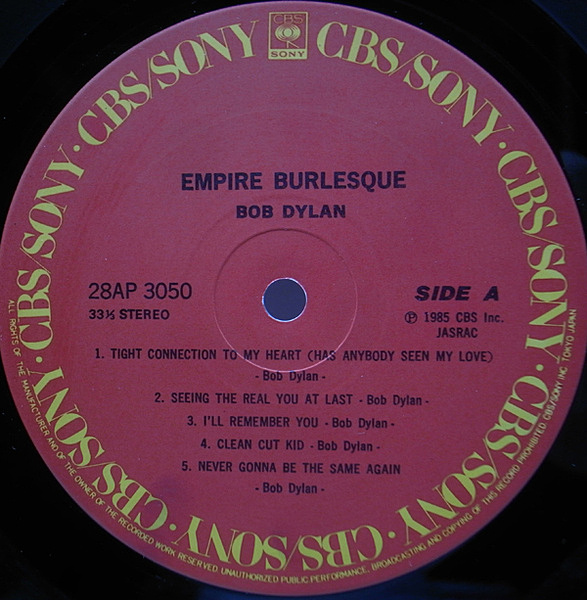 CBS/SONY · CBS/SONY · CBS/SONY · CBS/SONY · CBS/SONY · CBS/SONY · CBS/SONY · CBS/SONY · CBS/SONY · CBS/SONY
CBS
SONY
EMPIRE BURLESQUE
BOB DYLAN
28AP 3050
33⅓ STEREO
SIDE A
Ⓟ 1985 CBS Inc.
JASRAC
1. TIGHT CONNECTION TO MY HEART (HAS ANYBODY SEEN MY LOVE)
- Bob Dylan -
2. SEEING THE REAL YOU AT LAST - Bob Dylan -
3. I'LL REMEMBER YOU - Bob Dylan -
4. CLEAN CUT KID - Bob Dylan -
5. NEVER GONNA BE THE SAME AGAIN
- Bob Dylan -
ALL RIGHTS OF THE MANUFACTURER AND OF THE OWNER OF THE RECORDED WORK RESERVED. UNAUTHORIZED PUBLIC PERFORMANCE, BROADCASTING AND COPYING OF THIS RECORD PROHIBITED. CBS/SONY INC. TOKYO JAPAN